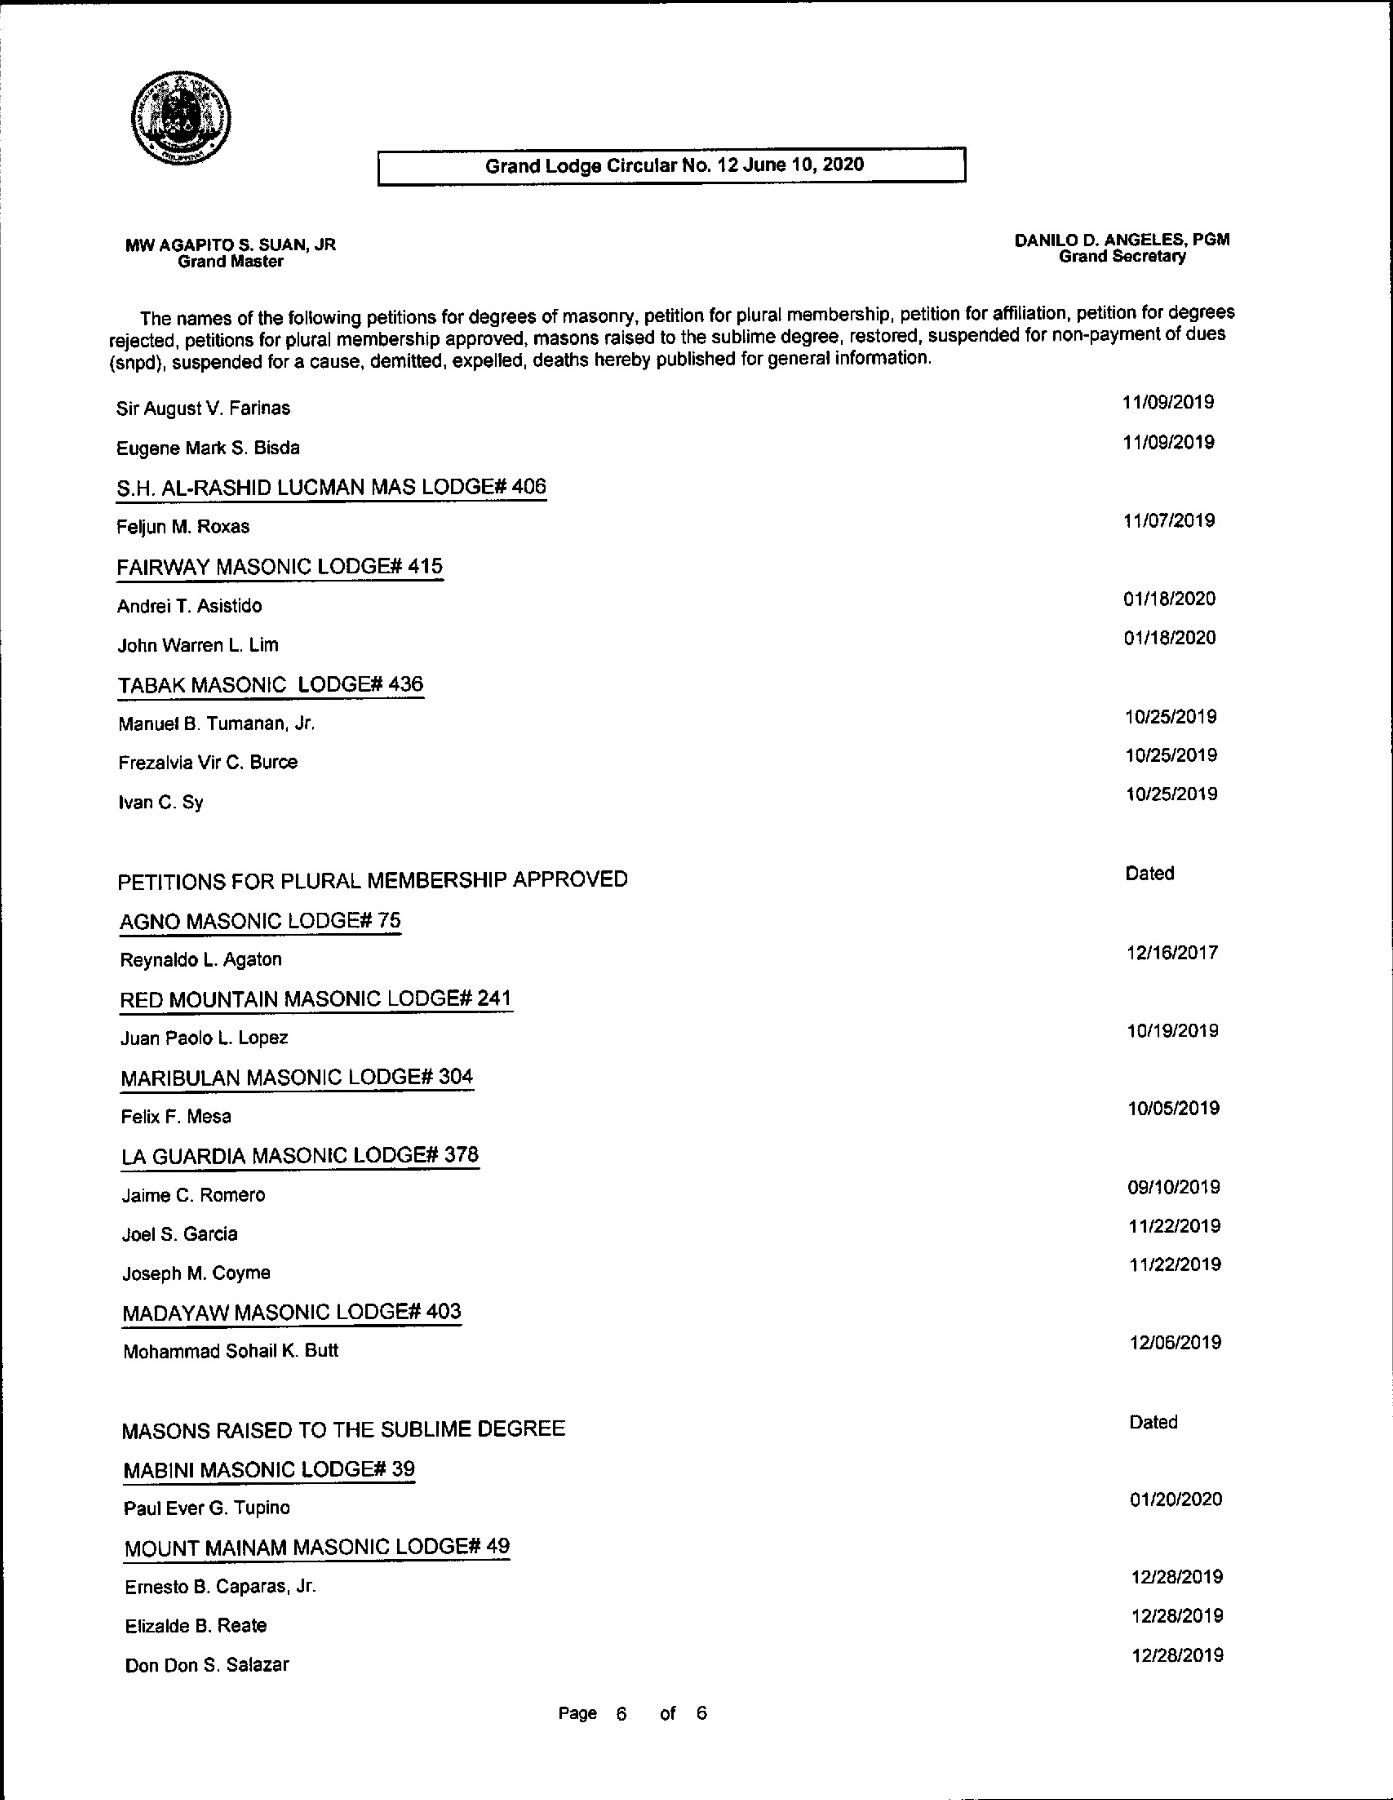 PHILIPPINES
Grand Lodge Circular No. 12 June 10, 2020
MW AGAPITO S. SUAN, JR
Grand Master
DANILO D. ANGELES, PGM
Grand Secretary
The names of the following petitions for degrees of masonry, petition for plural membership, petition for affiliation, petition for degrees
rejected, petitions for plural membership approved, masons raised to the sublime degree, restored, suspended for non-payment of dues
(snpd), suspended for a cause, demitted, expelled, deaths hereby published for general information.
Sir August V. Farinas 11/09/2019
Eugene Mark S. Bisda 11/09/2019
S.H. AL-RASHID LUCMAN MAS LODGE# 406
Feljun M. Roxas 11/07/2019
FAIRWAY MASONIC LODGE# 415
Andrei T. Asistido 01/18/2020
John Warren L. Lim 01/18/2020
TABAK MASONIC LODGE# 436
Manuel B. Tumanan, Jr. 10/25/2019
Frezalvia Vir C. Burce 10/25/2019
Ivan C. Sy 10/25/2019
PETITIONS FOR PLURAL MEMBERSHIP APPROVED Dated
AGNO MASONIC LODGE# 75
Reynaldo L. Agaton 12/16/2017
RED MOUNTAIN MASONIC LODGE# 241
Juan Paolo L. Lopez 10/19/2019
MARIBULAN MASONIC LODGE# 304
Felix F. Mesa 10/05/2019
LA GUARDIA MASONIC LODGE# 378
Jaime C. Romero 09/10/2019
Joel S. Garcia 11/22/2019
Joseph M. Coyme 11/22/2019
MADAYAW MASONIC LODGE# 403
Mohammad Sohail K. Butt 12/06/2019
MASONS RAISED TO THE SUBLIME DEGREE Dated
MABINI MASONIC LODGE# 39
Paul Ever G. Tupino 01/20/2020
MOUNT MAINAM MASONIC LODGE# 49
Ernesto B. Caparas, Jr. 12/28/2019
Elizalde B. Reate 12/28/2019
Don Don S. Salazar 12/28/2019
Page 6 of 6